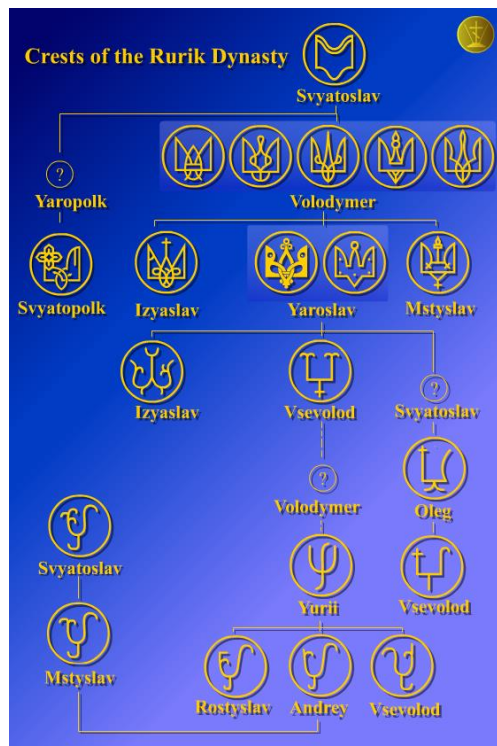 Crests of the Rurik Dynasty
Svyatoslav
?
Yaropolk
Volodymer
Svyatopolk
Izyaslav
Yaroslav
Mstyslav
Izyaslav
Vsevolod
?
Svyatoslav
?
Volodymer
Oleg
Svyatoslav
Yurii
Vsevolod
Mstyslav
Rostyslav
Andrey
Vsevolod